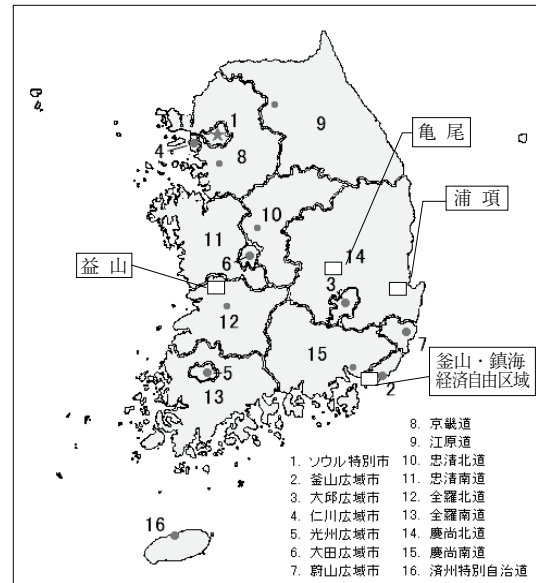 1
9
4
8
亀尾
浦項
10
11
14
6
益山
3
12
7
15
釜山・鎮海
経済自由区域
5
2
13
8. 京畿道
9. 江原道
1. ソウル特別市 10. 忠清北道
2. 釜山広域市 11. 忠清南道
3. 大邱広域市 12. 全羅北道
4. 仁川広域市 13. 全羅南道
5. 光州広域市 14. 慶尚北道
6. 大田広域市 15. 慶尚南道
7. 蔚山広域市 16. 済州特別自治道
16